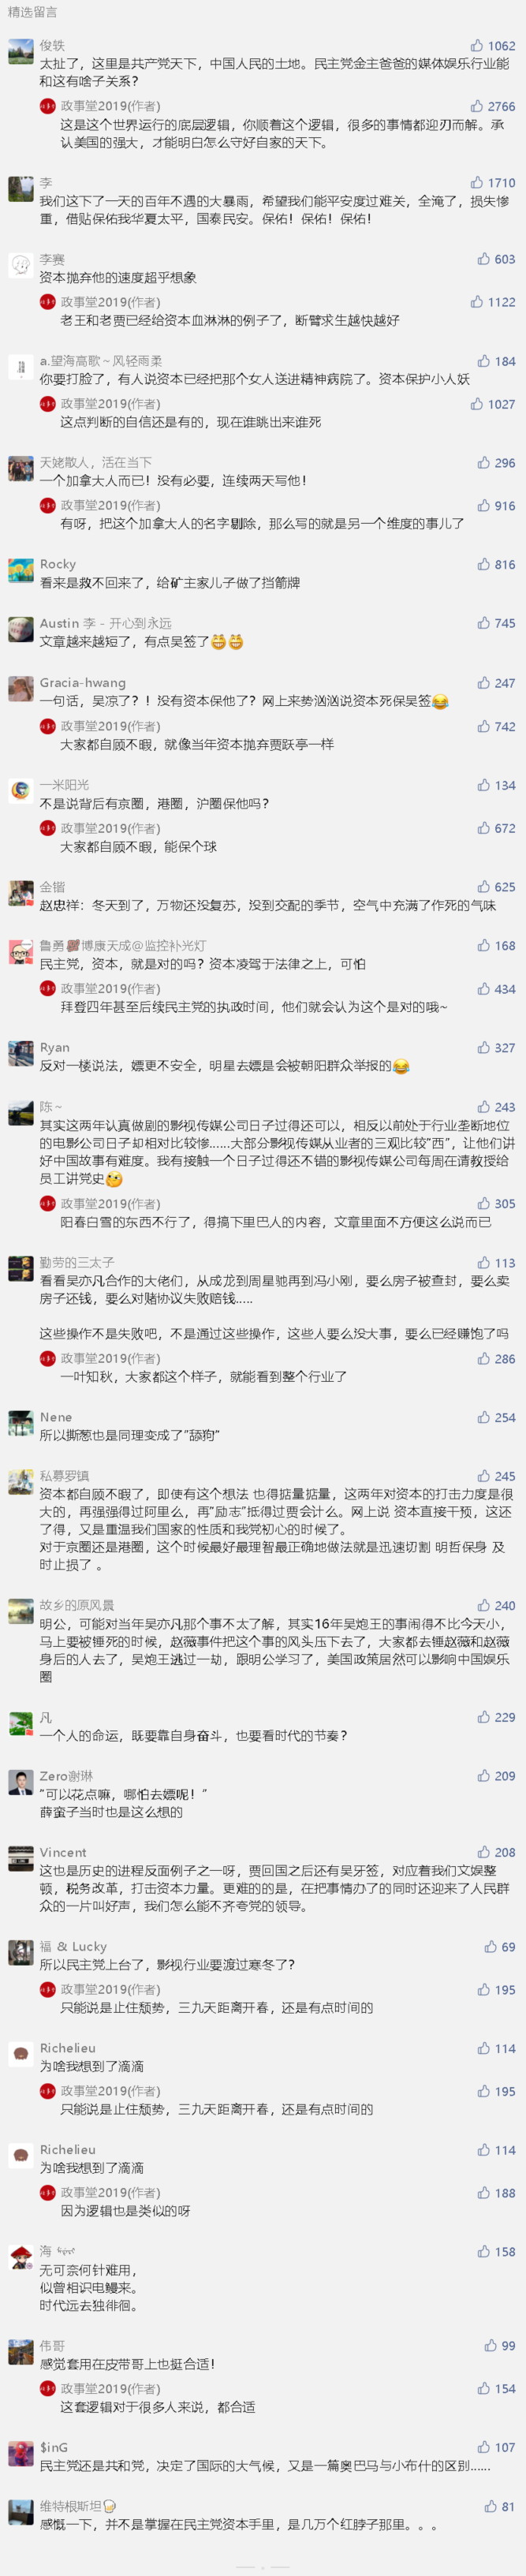 精选留言
俊轶
1062
太扯了，这里是共产党天下，中国人民的土地。民主党金主爸爸的媒体娱乐行业能
和这有啥子关系？
政事堂2019(作者)
2766
这是这个世界运行的底层逻辑，你顺着这个逻辑，很多的事情都迎刃而解。承
认美国的强大，才能明白怎么守好自家的天下。
李
1710
我们这下了一天的百年不遇的大暴雨，希望我们能平安度过难关，全淹了，损失惨
重，借贴保佑我华夏太平，国泰民安。保佑！保佑！保佑！
李赛
603
资本抛弃他的速度超乎想象
政事堂2019(作者)
1122
老王和老贾已经给资本血淋淋的例子了，断臂求生越快越好
a.望海高歌～风轻雨柔
184
你要打脸了，有人说资本已经把那个女人送进精神病院了。资本保护小人妖
政事堂2019(作者)
1027
这点判断的自信还是有的，现在谁跳出来谁死
天姥散人，活在当下
296
一个加拿大人而已！没有必要，连续两天写他！
政事堂2019(作者)
916
有呀，把这个加拿大人的名字剔除，那么写的就是另一个维度的事儿了
Rocky
816
看来是救不回来了，给矿主家儿子做了挡箭牌
Austin 李 - 开心到永远
745
文章越来越短了，有点吴签了😁😁
Gracia-hwang
247
一句话，吴凉了？！没有资本保他了？网上来势汹汹说资本死保吴签😂
政事堂2019(作者)
742
大家都自顾不暇，就像当年资本抛弃贾跃亭一样
一米阳光
134
不是说背后有京圈，港圈，沪圈保他吗？
政事堂2019(作者)
672
大家都自顾不暇，能保个球
金锴
625
赵忠祥：冬天到了，万物还没复苏，没到交配的季节，空气中充满了作死的气味
鲁勇博康天成@监控补光灯
168
民主党，资本，就是对的吗？资本凌驾于法律之上，可怕
政事堂2019(作者)
434
拜登四年甚至后续民主党的执政时间，他们就会认为这个是对的哦~
Ryan
327
反对一楼说法，嫖更不安全，明星去嫖是会被朝阳群众举报的😂
陈～
243
其实这两年认真做剧的影视传媒公司日子过得还可以，相反以前处于行业垄断地位
的电影公司日子却相对比较惨......大部分影视传媒从业者的三观比较”西”，让他们讲
好中国故事有难度。我有接触一个日子过得还不错的影视传媒公司每周在请教授给
员工讲党史🤔
政事堂2019(作者)
305
阳春白雪的东西不行了，得搞下里巴人的内容，文章里面不方便这么说而已
勤劳的三太子
113
看看吴亦凡合作的大佬们，从成龙到周星驰再到冯小刚，要么房子被查封，要么卖
房子还钱，要么对赌协议失败赔钱.....
这些操作不是失败吧，不是通过这些操作，这些人要么没大事，要么已经赚饱了吗
政事堂2019(作者)
286
一叶知秋，大家都这个样子，就能看到整个行业了
Nene
254
所以撕葱也是同理变成了“舔狗”
私募罗镇
245
资本都自顾不暇了，即使有这个想法 也得掂量掂量，这两年对资本的打击力度是很
大的，再强强得过阿里么，再“励志”抵得过贾会计么。网上说 资本直接干预，这还
了得，又是重温我们国家的性质和我党初心的时候了。
对于京圈还是港圈，这个时候最好最理智最正确地做法就是迅速切割 明哲保身 及
时止损了 。
故乡的原风景
240
明公，可能对当年吴亦凡那个事不太了解，其实16年吴炮王的事闹得不比今天小，
马上要被锤死的时候，赵薇事件把这个事的风头压下去了，大家都去锤赵薇和赵薇
身后的人去了，吴炮王逃过一劫，跟明公学习了，美国政策居然可以影响中国娱乐
圈
凡
229
一个人的命运，既要靠自身奋斗，也要看时代的节奏？
Zero谢琳
209
“可以花点嘛，哪怕去嫖呢！”
薛蛮子当时也是这么想的
Vincent
208
这也是历史的进程反面例子之一呀，贾回国之后还有吴牙签，对应着我们文娱整
顿，税务改革，打击资本力量。更难的的是，在把事情办了的同时还迎来了人民群
众的一片叫好声，我们怎么能不齐夸党的领导。
福 & Lucky
69
所以民主党上台了，影视行业要渡过寒冬了？
政事堂2019(作者)
195
只能说是止住颓势，三九天距离开春，还是有点时间的
Richelieu
114
为啥我想到了滴滴
政事堂2019(作者)
195
只能说是止住颓势，三九天距离开春，还是有点时间的
Richelieu
114
为啥我想到了滴滴
政事堂2019(作者)
188
因为逻辑也是类似的呀
海
158
无可奈何针难用，
似曾相识电鳗来。
时代远去独徘徊。
伟哥
99
感觉套用在皮带哥上也挺合适！
政事堂2019(作者)
154
这套逻辑对于很多人来说，都合适
$inG
107
民主党还是共和党，决定了国际的大气候，又是一篇奥巴马与小布什的区别......
维特根斯坦🍺
81
感慨一下，并不是掌握在民主党资本手里，是几万个红脖子那里。。。